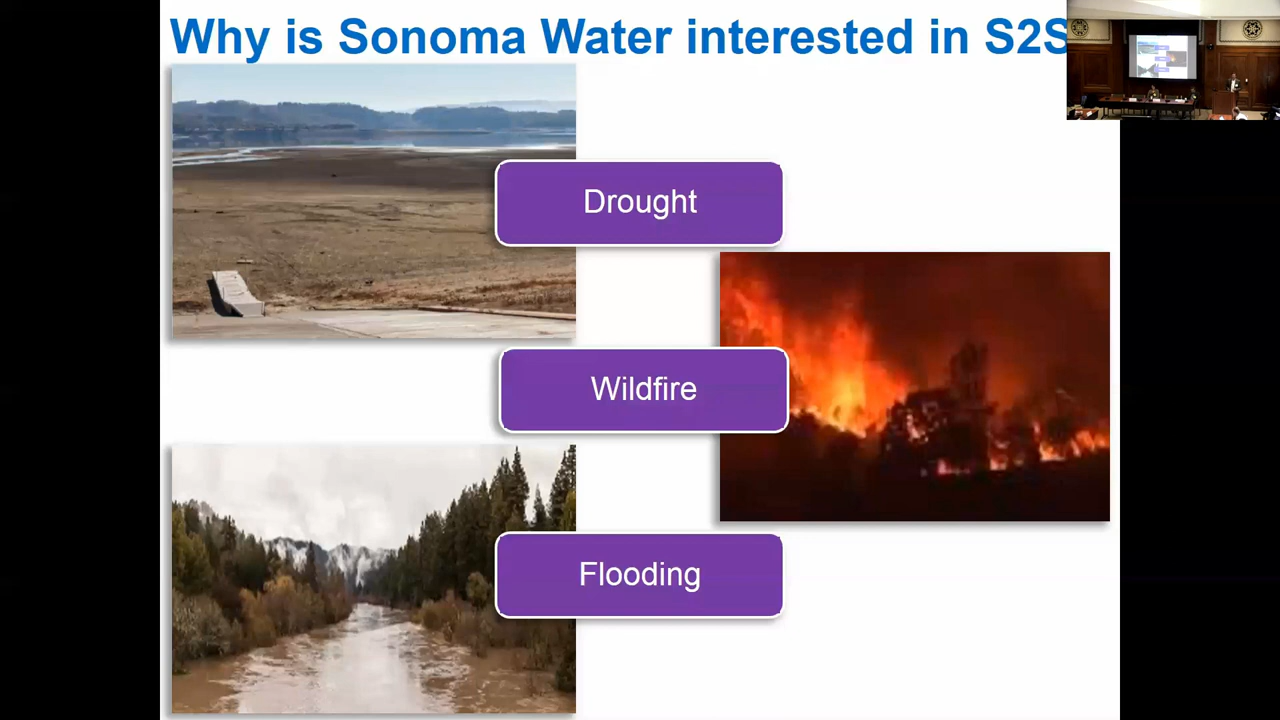 Why is Sonoma Water interested in S2S
Drought
Wildfire
Flooding